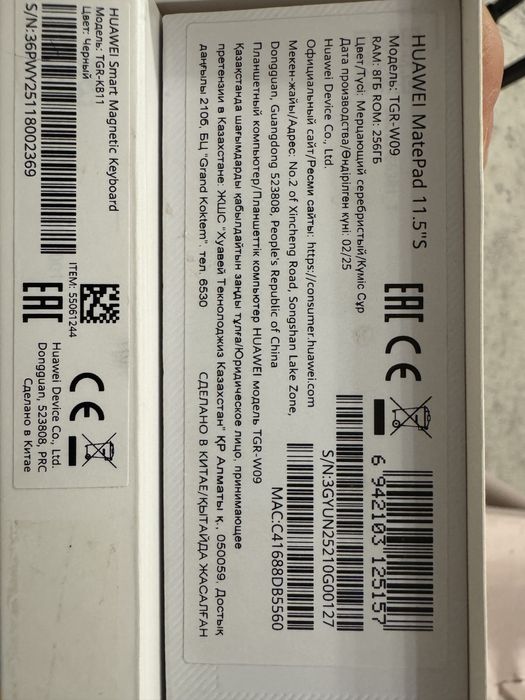 HUAWEI MatePad 11.5"S
Модель: TGR-W09
RAM: 8ГБ ROM: 256ГБ
Цвет/Түсі: Мерцающий серебристый/Күміс Сұр
Дата производства/Өндірілген күні: 02/25
Huawei Device Co., Ltd.
Официальный сайт/Ресми сайты: https://consumer.huawei.com
Мекен-жайы/Адрес: No.2 of Xincheng Road, Songshan Lake Zone,
Dongguan, Guangdong 523808, People's Republic of China
Планшетный компьютер/Планшеттік компьютер HUAWEI модель TGR-W09
Қазақстанда шағымдарды қабылдайтын заңды тұлға/Юридическое лицо, принимающее
претензии в Казахстане: ЖШС "Хуавей Текнолоджиз Казахстан" ҚР Алматы қ., 050059, Достық
даңғылы 210б, БЦ "Grand Koktem". тел. 6530
СДЕЛАНО В КИТАЕ/ҚЫТАЙДА ЖАСАЛҒАН
EAC CE
6 942103 125157
S/N:3GYUN25210G00127
MAC:C41688DB5560
HUAWEI Smart Magnetic Keyboard
Модель: TGR-KB11
Цвет: Черный
S/N:36PWY25118002369
ITEM: 55061244
EAC CE
Huawei Device Co., Ltd.
Dongguan, 523808, PRC
Сделано в Китае